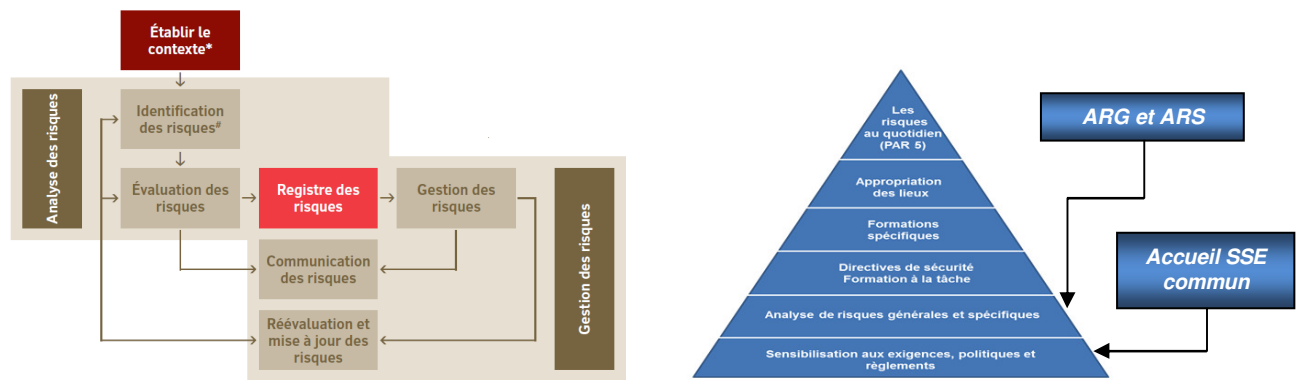 Établir le
contexte*
Analyse des risques
Identification
des risques#
Évaluation des
risques
Registre des
risques
Gestion des
risques
Communication
des risques
Réévaluation et
mise à jour des
risques
Gestion des risques
Les
risques
au quotidien
(PAR 5)
Appropriation
des lieux
Formations
spécifiques
Directives de sécurité
Formation à la tâche
Analyse de risques générales et spécifiques
Sensibilisation aux exigences, politiques et
règlements
ARG et ARS
Accueil SSE
commun